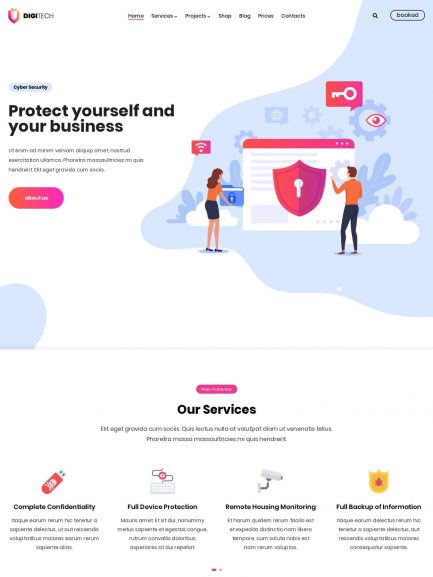 DIGITECH
Home Services Projects Shop Blog Prices Contacts
booked
Cyber Security
Protect yourself and
your business
Ut enim ad minim veniam aliquip amet, nostrud
exercitation ullamco. Pharetra massaultricies mi quis
hendrerit. Elit eget gravida cum sociis.
about us
Web Protection
Our Services
Elit eget gravida cum sociis. Quis lectus nulla at volutpat diam ut venenatis tellus.
Pharetra massa massaultricies mi quis hendrerit.
Complete Confidentiality
Itaque earum rerum hic tenetur a
sapiente delectus, ut aut reiciendis
voluptatibus maiores earum rerum
sapiente alias.
Full Device Protection
Mauris amet. Et dui, nonummy
metus sapiente et egestas congue,
rutrum convallis doloribus
asperiores sit dui repellat.
Remote Housing Monitoring
Et harum quidem rerum facilis est
et expedita distinctio nam libero
tempore, cum soluta nobis est
nam rerum voluptas.
Full Backup of Information
Itaque earum rerum hic tenetur a
sapiente delectus, ut aut
reiciendis voluptatibus maiores
consequatur sapiente.